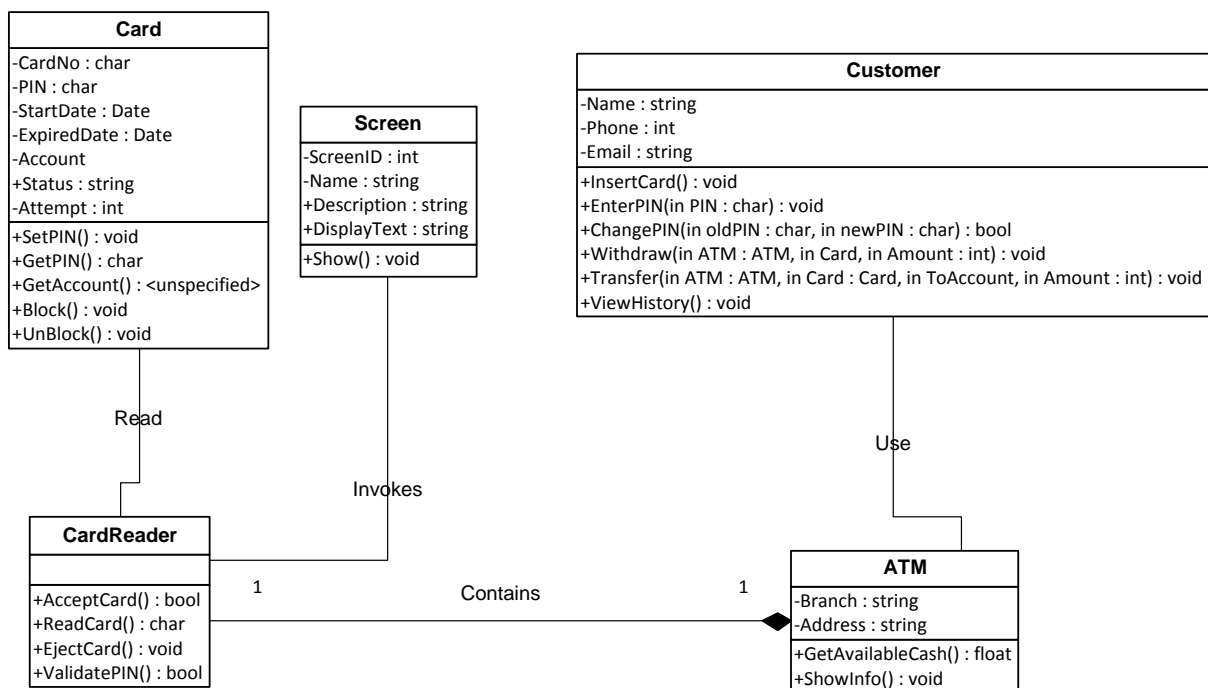 Card
-CardNo : char
-PIN : char
-StartDate : Date
-ExpiredDate : Date
-Account
+Status : string
-Attempt : int
+SetPIN() : void
+GetPIN() : char
+GetAccount() : <unspecified>
+Block() : void
+UnBlock() : void
Screen
-ScreenID : int
-Name : string
+Description : string
+DisplayText : string
+Show() : void
Customer
-Name : string
-Phone : int
-Email : string
+InsertCard() : void
+EnterPIN(in PIN : char) : void
+ChangePIN(in oldPIN : char, in newPIN : char) : bool
+Withdraw(in ATM : ATM, in Card, in Amount : int) : void
+Transfer(in ATM : ATM, in Card : Card, in ToAccount, in Amount : int) : void
+ViewHistory() : void
Read
Invokes
Use
CardReader
+AcceptCard() : bool
+ReadCard() : char
+EjectCard() : void
+ValidatePIN() : bool
1
Contains
1
ATM
-Branch : string
-Address : string
+GetAvailableCash() : float
+ShowInfo() : void